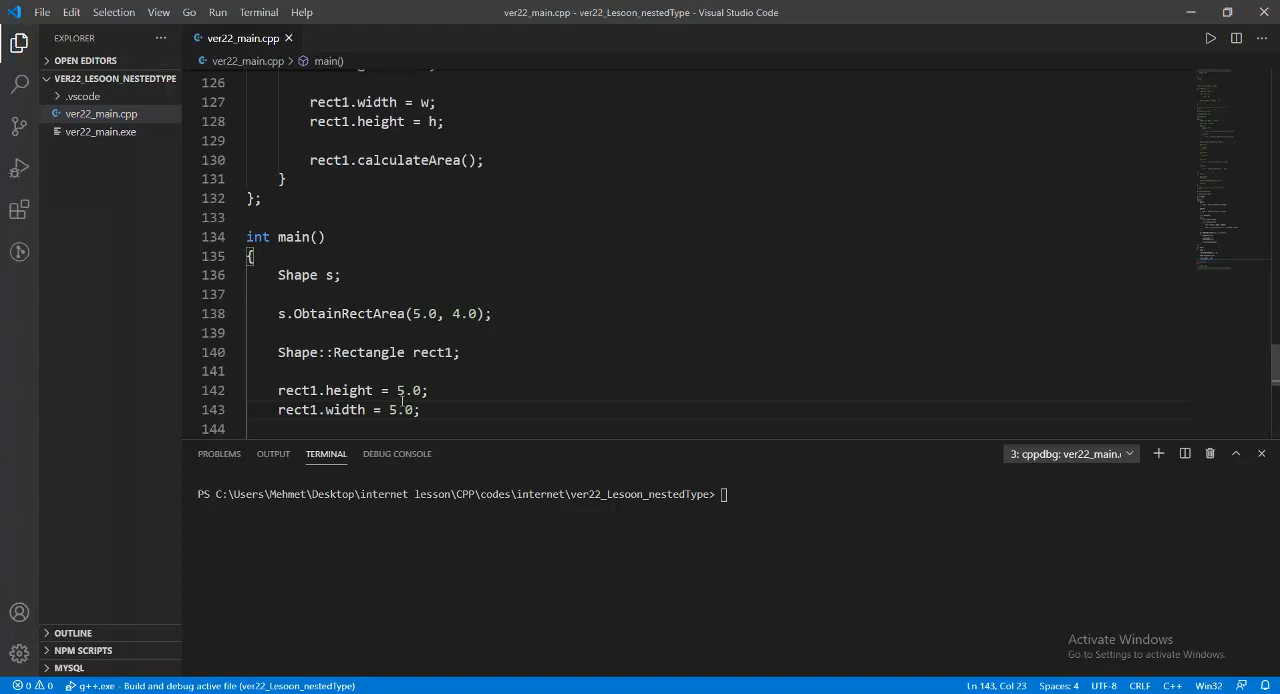 File Edit Selection View Go Run Terminal Help ver22_main.cpp - ver22_Lesoon_nestedType - Visual Studio Code
EXPLORER
OPEN EDITORS
VER22_LESOON_NESTEDTYPE
.vscode
ver22_main.cpp
ver22_main.exe
OUTLINE
NPM SCRIPTS
MYSQL
ver22_main.cpp
ver22_main.cpp > main()
126
127 rect1.width = w;
128 rect1.height = h;
129
130 rect1.calculateArea();
131 }
132 };
133
134 int main()
135 {
136 Shape s;
137
138 s.ObtainRectArea(5.0, 4.0);
139
140 Shape::Rectangle rect1;
141
142 rect1.height = 5.0;
143 rect1.width = 5.0;
144
PROBLEMS OUTPUT TERMINAL DEBUG CONSOLE 3: cppdbg: ver22_main.
PS C:\Users\Mehmet\Desktop\internet lesson\CPP\codes\internet\ver22_Lesoon_nestedType>
Activate Windows
Go to Settings to activate Windows.
0 0 g++.exe - Build and debug active file (ver22_Lesoon_nestedType) Ln 143, Col 23 Spaces: 4 UTF-8 CRLF C++ Win32